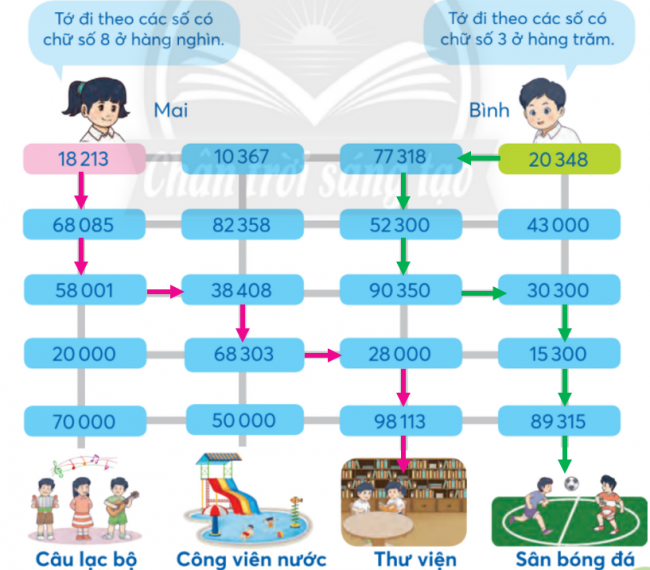 Tớ đi theo các số có
chữ số 8 ở hàng nghìn.
Tớ đi theo các số có
chữ số 3 ở hàng trăm.
Mai
Bình
18 213 10 367 77 318 20 348
Chân trời sáng tạo
68 085 82 358 52 300 43 000
58 001 38 408 90 350 30 300
20 000 68 303 28 000 15 300
70 000 50 000 98 113 89 315
Câu lạc bộ Công viên nước Thư viện Sân bóng đá